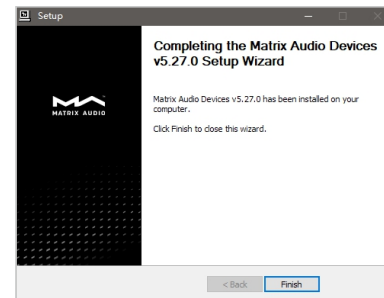 Setup
Completing the Matrix Audio Devices
v5.27.0 Setup Wizard
MATRIX AUDIO
Matrix Audio Devices v5.27.0 has been installed on your
computer.
Click Finish to close this wizard.
< Back
Finish